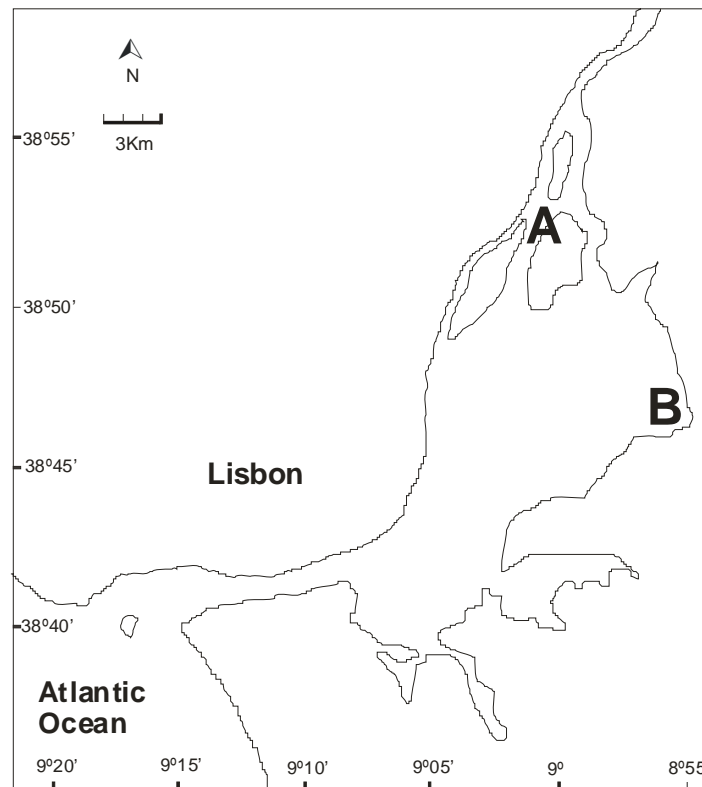 N
3Km
38º55’
A
38º50’
B
38º45’
Lisbon
38º40’
Atlantic
Ocean
9º20’ 9º15’ 9º10’ 9º05’ 9º 8º55’